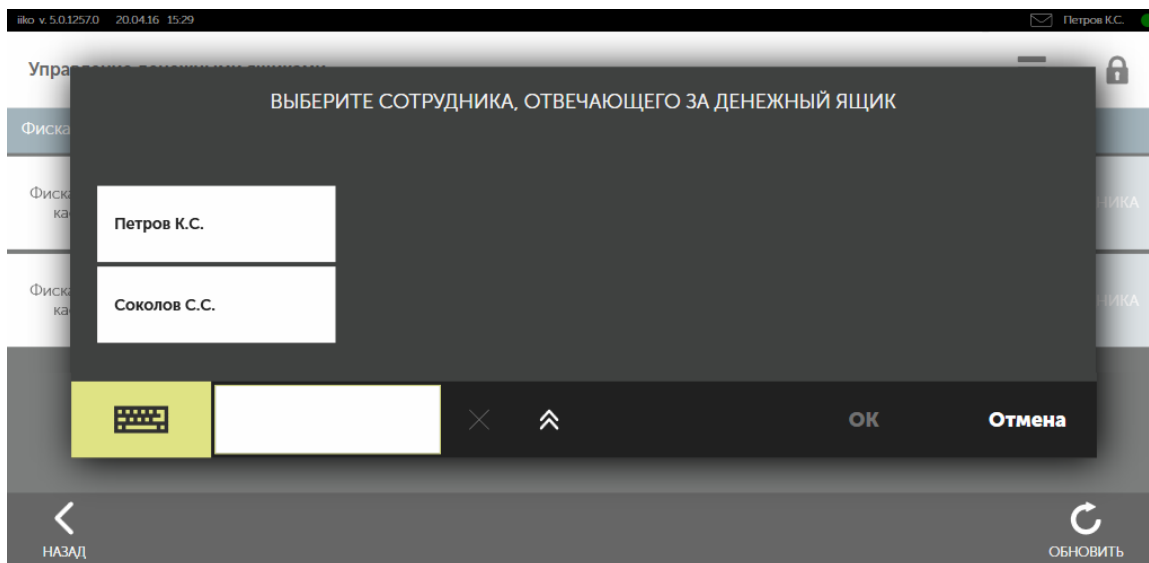 iiko v. 5.0.1257.0 20.04.16 15:29 Петров К.С.
ВЫБЕРИТЕ СОТРУДНИКА, ОТВЕЧАЮЩЕГО ЗА ДЕНЕЖНЫЙ ЯЩИК
Петров К.С.
Соколов С.С.
ОК Отмена
НАЗАД ОБНОВИТЬ